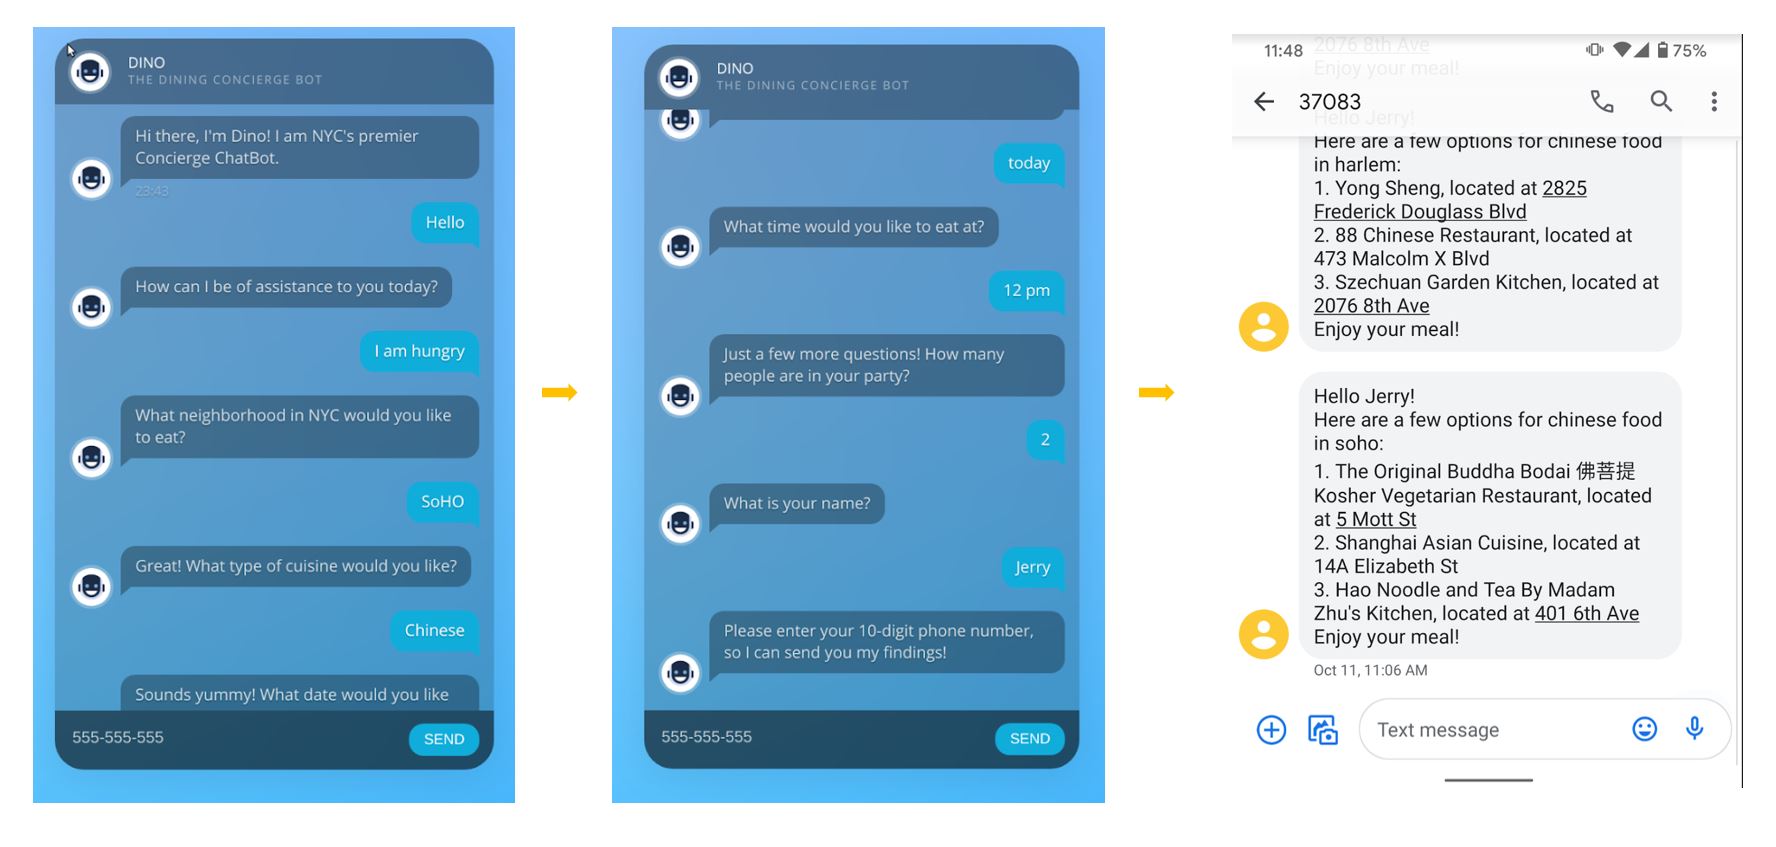 DINO
THE DINING CONCIERGE BOT
Hi there, I'm Dino! I am NYC's premier
Concierge ChatBot.
23:43
Hello
How can I be of assistance to you today?
I am hungry
What neighborhood in NYC would you like
to eat?
SoHO
Great! What type of cuisine would you like?
Chinese
Sounds yummy! What date would you like
555-555-555
SEND
DINO
THE DINING CONCIERGE BOT
today
What time would you like to eat at?
12 pm
Just a few more questions! How many
people are in your party?
2
What is your name?
Jerry
Please enter your 10-digit phone number,
so I can send you my findings!
555-555-555
SEND
2076 8th Ave
11:48
75%
Enjoy your meal!
37083
Hello Jerry!
Here are a few options for chinese food
in harlem:
1. Yong Sheng, located at 2825
Frederick Douglass Blvd
2. 88 Chinese Restaurant, located at
473 Malcolm X Blvd
3. Szechuan Garden Kitchen, located at
2076 8th Ave
Enjoy your meal!
Hello Jerry!
Here are a few options for chinese food
in soho:
1. The Original Buddha Bodai 佛菩提
Kosher Vegetarian Restaurant, located
at 5 Mott St
2. Shanghai Asian Cuisine, located at
14A Elizabeth St
3. Hao Noodle and Tea By Madam
Zhu's Kitchen, located at 401 6th Ave
Enjoy your meal!
Oct 11, 11:06 AM
Text message